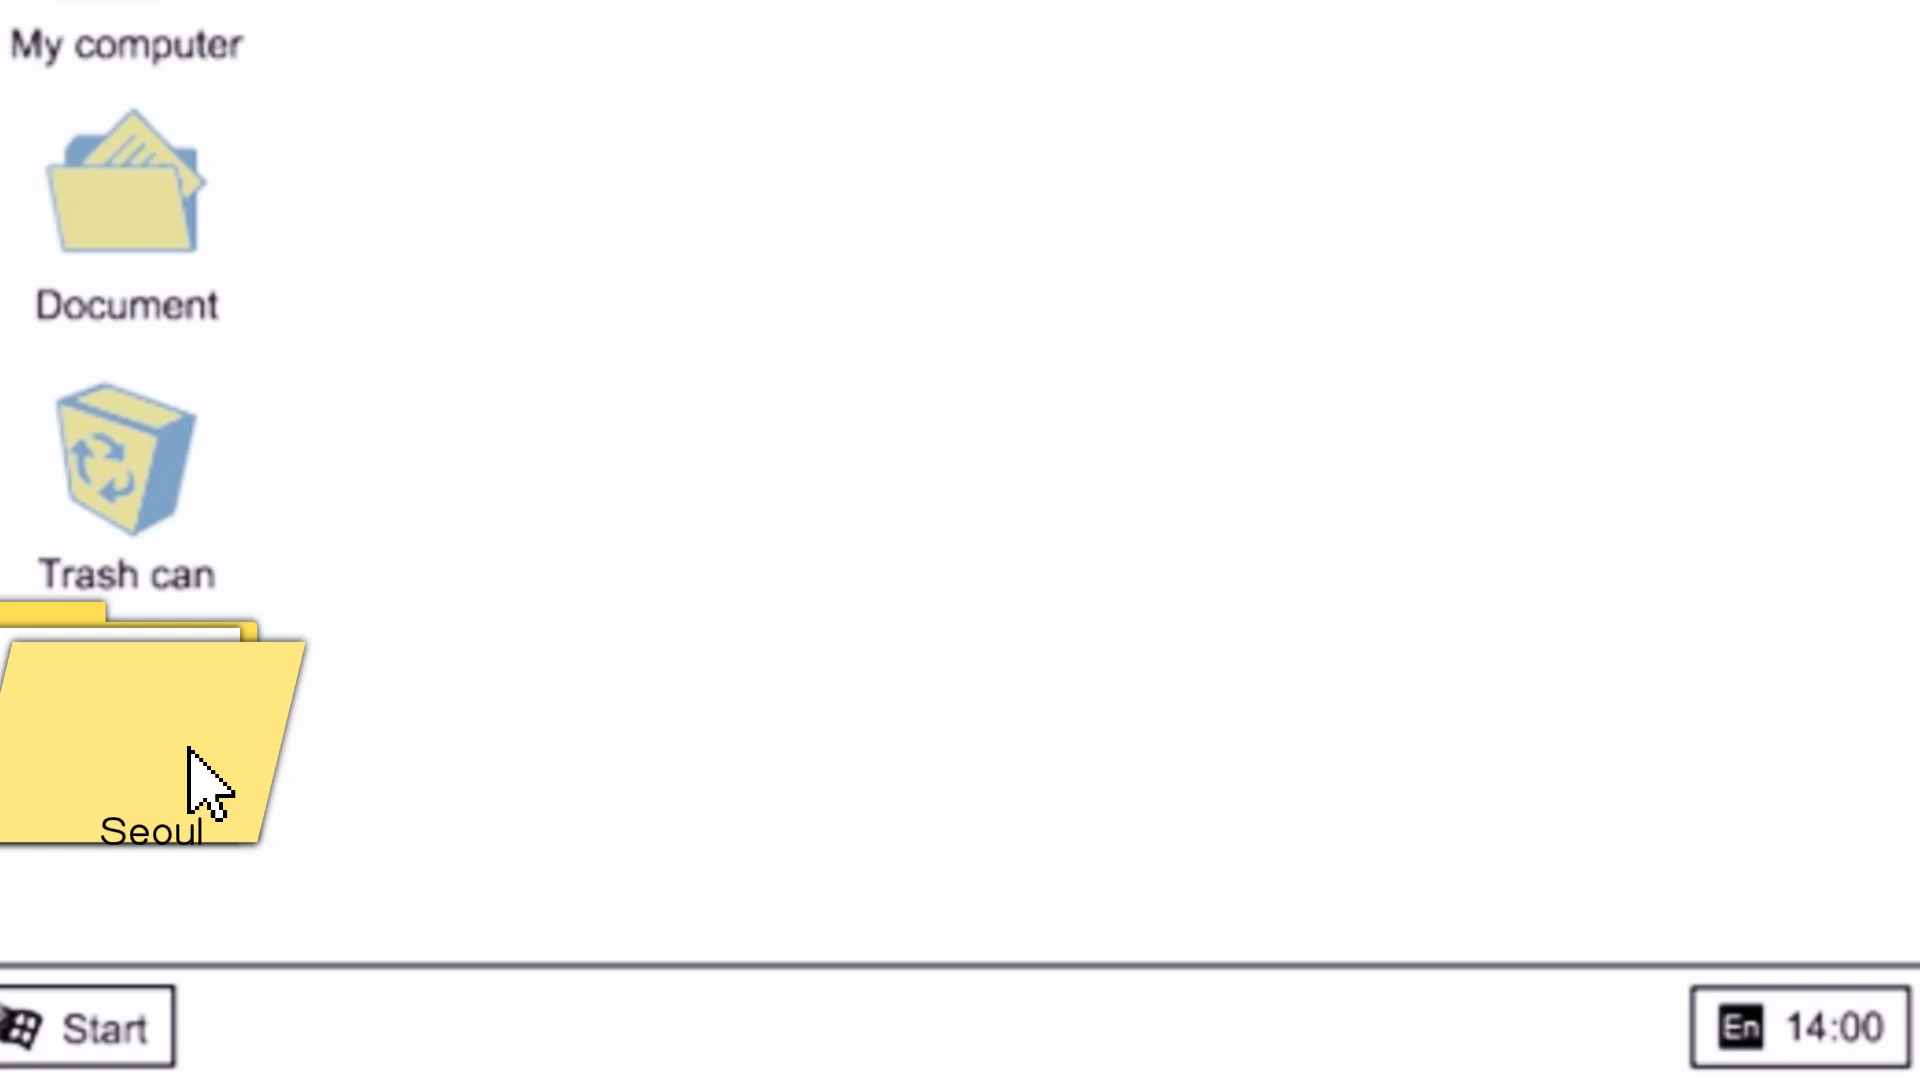 My computer
Document
Trash can
Seoul
Start
En 14:00